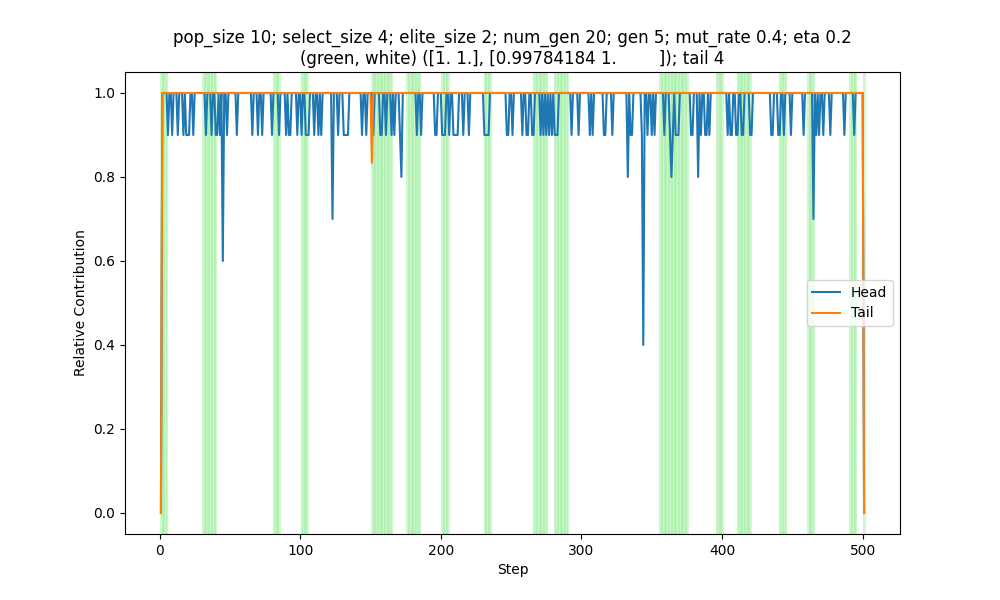 pop_size 10; select_size 4; elite_size 2; num_gen 20; gen 5; mut_rate 0.4; eta 0.2
(green, white) ([1. 1.], [0.99784184 1.        ]); tail 4
1.0
0.8
0.6
0.4
0.2
0.0
Relative Contribution
Head
Tail
0
100
200
300
400
500
Step